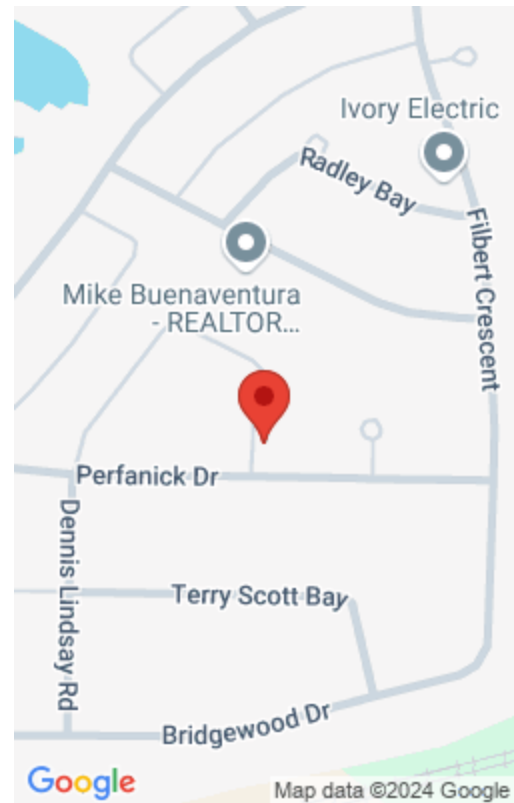 Ivory Electric
Radley Bay
Filbert Crescent
Mike Buenaventura
- REALTOR...
Perfanick Dr
Dennis Lindsay Rd
Terry Scott Bay
Bridgewood Dr
Google
Map data ©2024 Google